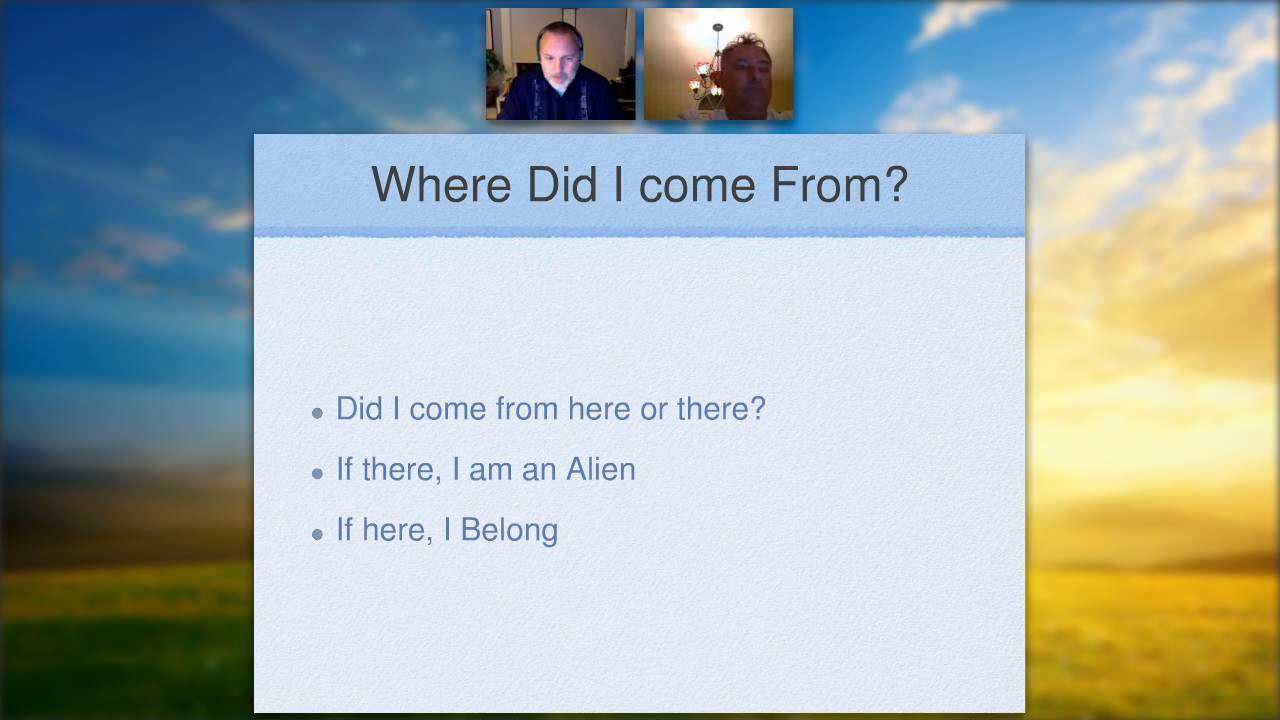 Where Did I come From?
Did I come from here or there?
If there, I am an Alien
If here, I Belong